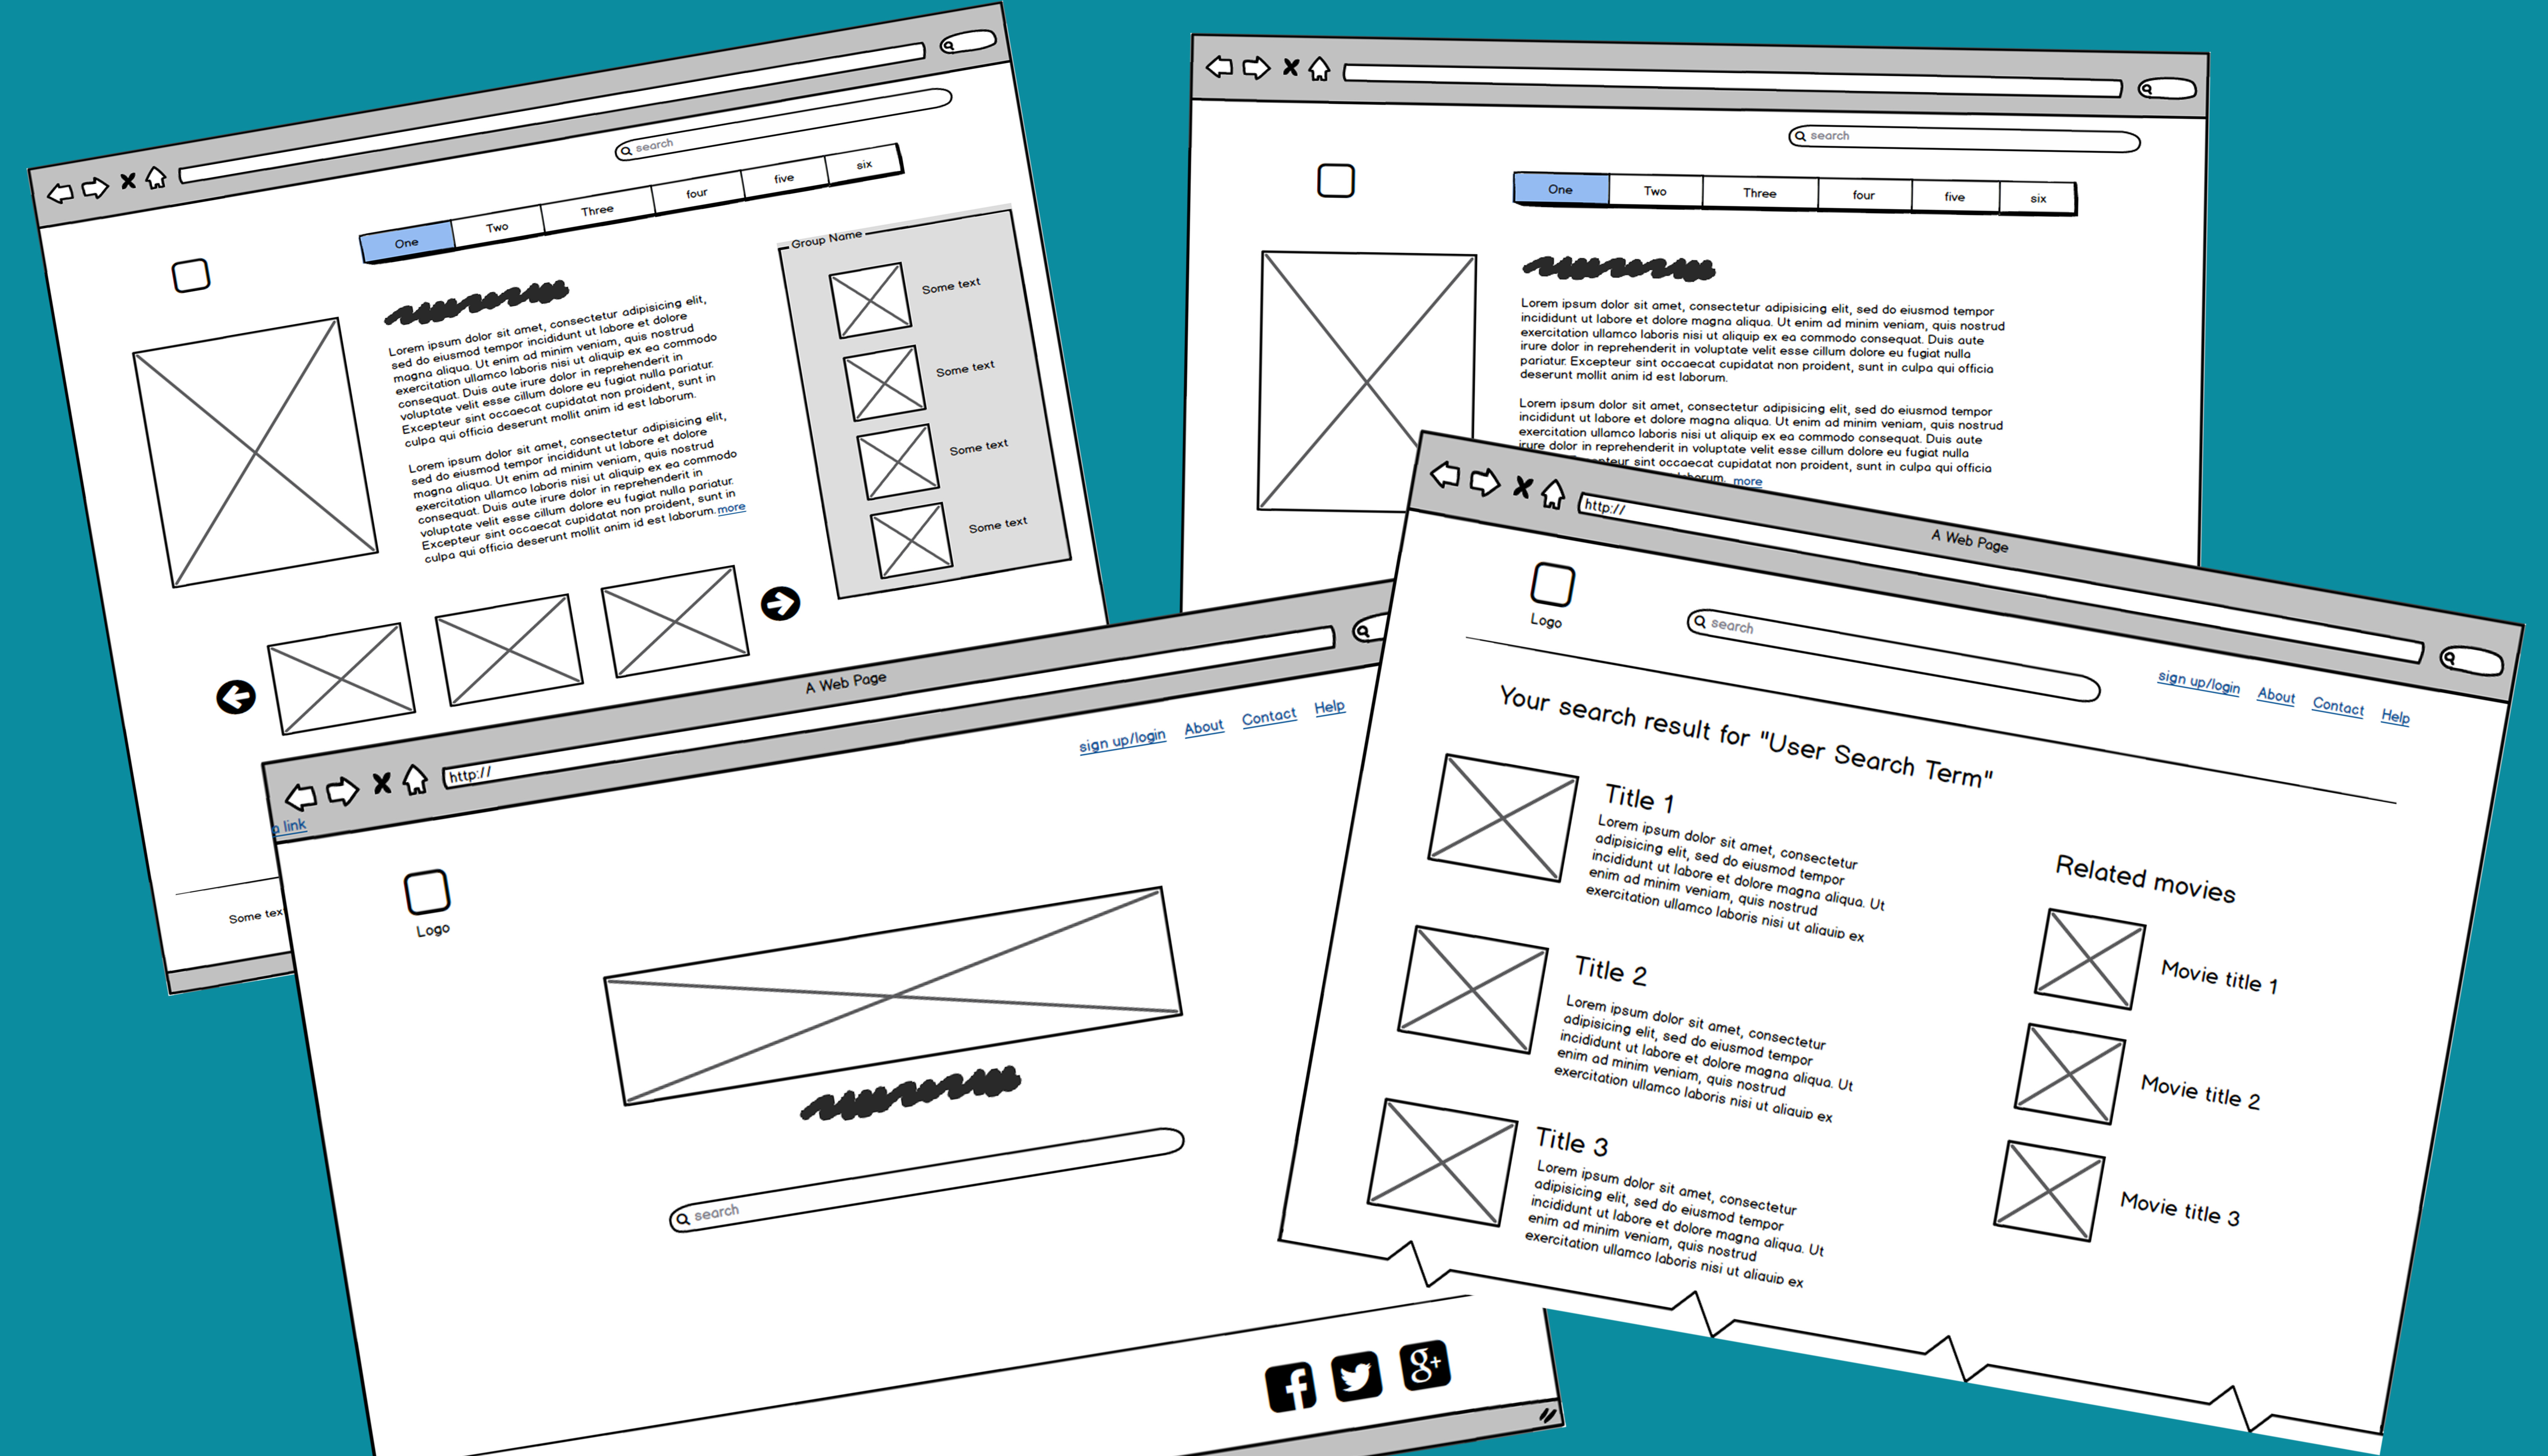 search
One Two Three four five six
Group Name
Some text
Some text
Some text
Some text
Lorem ipsum dolor sit amet, consectetur adipisicing elit,
sed do eiusmod tempor incididunt ut labore et dolore
magna aliqua. Ut enim ad minim veniam, quis nostrud
exercitation ullamco laboris nisi ut aliquip ex ea commodo
consequat. Duis aute irure dolor in reprehenderit in
voluptate velit esse cillum dolore eu fugiat nulla pariatur.
Excepteur sint occaecat cupidatat non proident, sunt in
culpa qui officia deserunt mollit anim id est laborum.
Lorem ipsum dolor sit amet, consectetur adipisicing elit,
sed do eiusmod tempor incididunt ut labore et dolore
magna aliqua. Ut enim ad minim veniam, quis nostrud
exercitation ullamco laboris nisi ut aliquip ex ea commodo
consequat. Duis aute irure dolor in reprehenderit in
voluptate velit esse cillum dolore eu fugiat nulla pariatur.
Excepteur sint occaecat cupidatat non proident, sunt in
culpa qui officia deserunt mollit anim id est laborum. more
Some tex
search
One Two Three four five six
Lorem ipsum dolor sit amet, consectetur adipisicing elit, sed do eiusmod tempor
incididunt ut labore et dolore magna aliqua. Ut enim ad minim veniam, quis nostrud
exercitation ullamco laboris nisi ut aliquip ex ea commodo consequat. Duis aute
irure dolor in reprehenderit in voluptate velit esse cillum dolore eu fugiat nulla
pariatur. Excepteur sint occaecat cupidatat non proident, sunt in culpa qui officia
deserunt mollit anim id est laborum.
Lorem ipsum dolor sit amet, consectetur adipisicing elit, sed do eiusmod tempor
incididunt ut labore et dolore magna aliqua. Ut enim ad minim veniam, quis nostrud
exercitation ullamco laboris nisi ut aliquip ex ea commodo consequat. Duis aute
irure dolor in reprehenderit in voluptate velit esse cillum dolore eu fugiat nulla
sint occaecat cupidatat non proident, sunt in culpa qui officia
more
A Web Page
http://
sign up/login About Contact Help
a link
Logo
search
f g+
A Web Page
http://
Logo
search
sign up/login About Contact Help
Your search result for "User Search Term"
Title 1
Lorem ipsum dolor sit amet, consectetur
adipisicing elit, sed do eiusmod tempor
incididunt ut labore et dolore magna aliqua. Ut
enim ad minim veniam, quis nostrud
exercitation ullamco laboris nisi ut aliquip ex
Title 2
Lorem ipsum dolor sit amet, consectetur
adipisicing elit, sed do eiusmod tempor
incididunt ut labore et dolore magna aliqua. Ut
enim ad minim veniam, quis nostrud
exercitation ullamco laboris nisi ut aliquip ex
Title 3
Lorem ipsum dolor sit amet, consectetur
adipisicing elit, sed do eiusmod tempor
incididunt ut labore et dolore magna aliqua. Ut
enim ad minim veniam, quis nostrud
exercitation ullamco laboris nisi ut aliquip ex
Related movies
Movie title 1
Movie title 2
Movie title 3